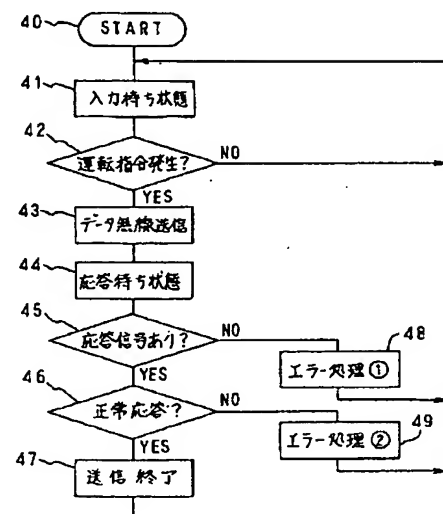 40
START
41
入力待ち状態
42
運転指令発生?
NO
YES
43
データ無線送信
44
応答待ち状態
45
応答信号あり?
NO
48
YES
エラー処理①
46
正常応答?
NO
49
YES
エラー処理②
47
送信終了